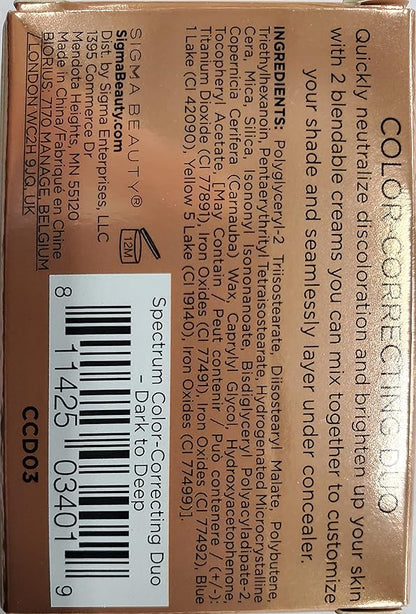 COLOR CORRECTING DUO
Quickly neutralize discoloration and brighten up your skin
with 2 blendable creams you can mix together to customize
your shade and seamlessly layer under concealer.
INGREDIENTS: Polyglyceryl-2 Triisostearate, Diisostearyl Malate, Polybutene,
Triethylhexanoin, Pentaerythrityl Tetraisostearate, Hydrogenated Microcrystalline
Cera, Mica, Silica, Isononyl Isononanoate, Bisdiglyceryl Polyacyladipate-2,
Copernicia Cerifera (Carnauba) Wax, Caprylyl Glycol, Hydroxyacetophenone,
Tocopheryl Acetate, [May Contain / Peut contenir / Può contenere / (+/-):
Titanium Dioxide (CI 77891), Iron Oxides (CI 77491), Iron Oxides (CI 77492), Blue
1 Lake (CI 42090), Yellow 5 Lake (CI 19140), Iron Oxides (CI 77499)].
SIGMA BEAUTY®
SigmaBeauty.com
Dist by Sigma Enterprises, LLC
1395 Commerce Dr
Mendota Heights, MN 55120
Made in China/Fabriqué en Chine
BIORIUS, 7170 MANAGE, BELGIUM
/LONDON WC2H 9JQ, UK
12M
Spectrum Color-Correcting Duo
- Dark to Deep
8 11425 03401 9
CCD03